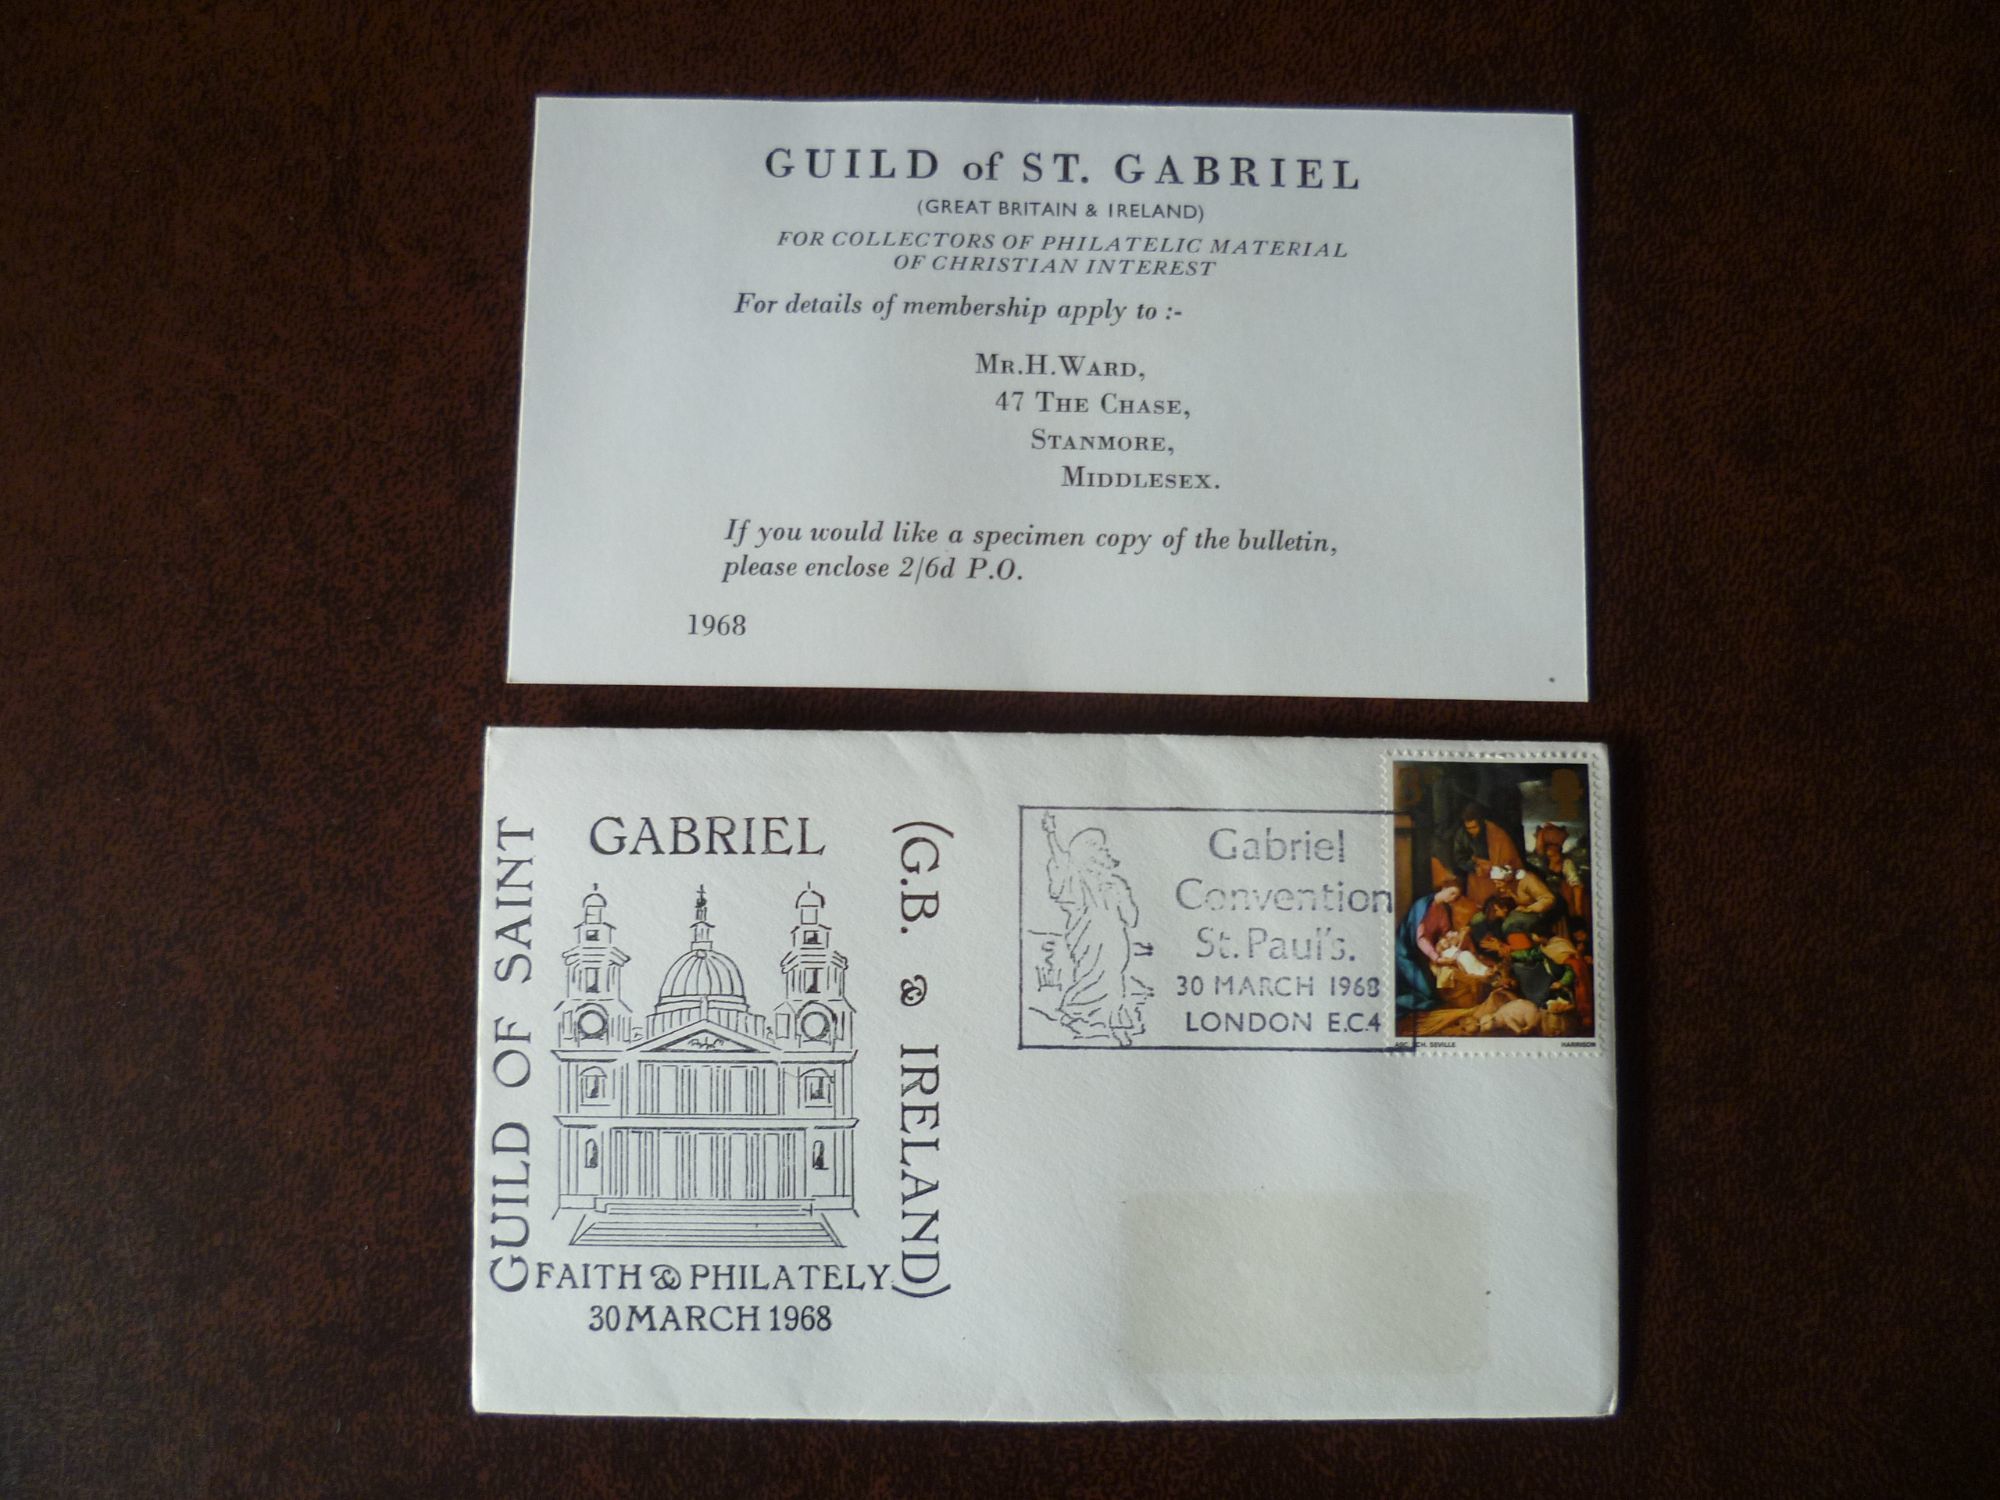 GUILD of ST. GABRIEL
(GREAT BRITAIN & IRELAND)
FOR COLLECTORS OF PHILATELIC MATERIAL
OF CHRISTIAN INTEREST
For details of membership apply to :-
MR.H.WARD,
47 THE CHASE,
STANMORE,
MIDDLESEX.
If you would like a specimen copy of the bulletin,
please enclose 2/6d P.O.
1968
GUILD OF SAINT
GABRIEL
(G.B. & IRELAND)
FAITH & PHILATELY
30 MARCH 1968
Gabriel
Convention
St. Paul's.
30 MARCH 1968
LONDON E.C.4
SCH. SEVILLE
HARRISON